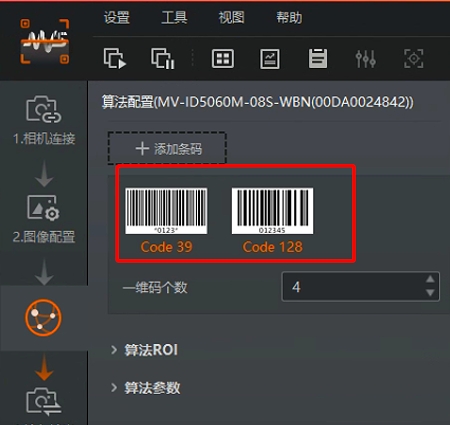 设置 工具 视图 帮助
算法配置(MV-ID5060M-08S-WBN(00DA0024842))
1.相机连接
添加条码
*0123* 012345
Code 39 Code 128
2.图像配置
一维码个数 4
算法ROI
算法参数